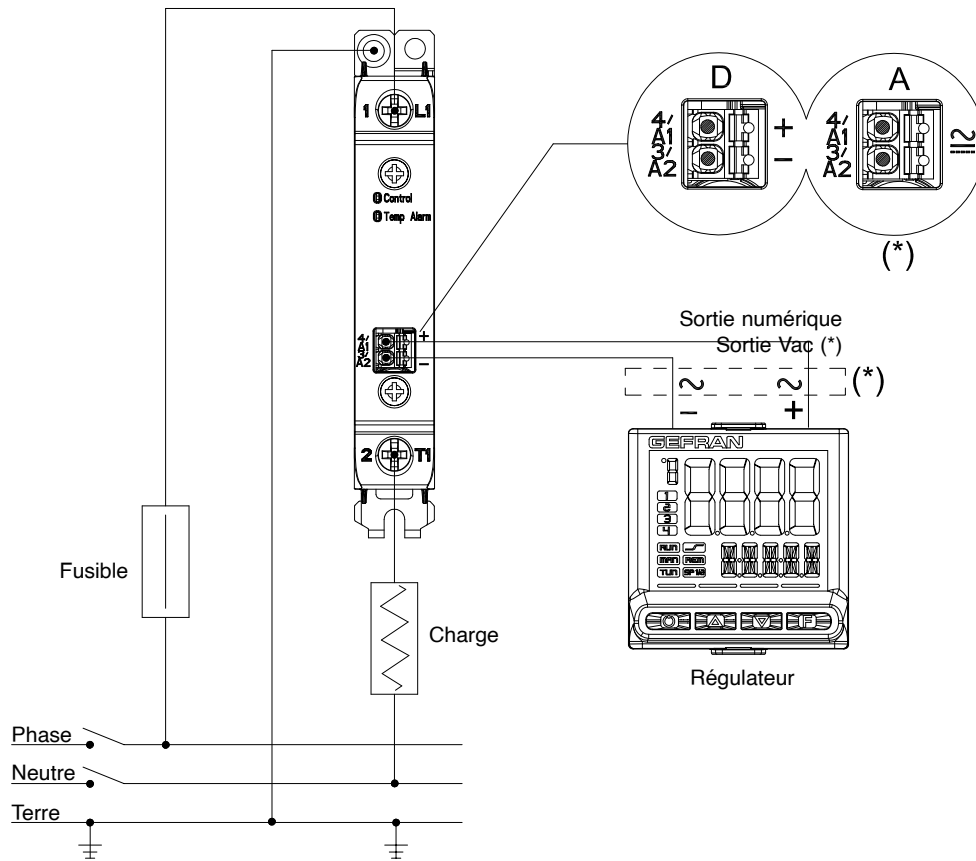 1 L1
Control
Temp Alarm
4/
A1
3/
A2
+
−
2 T1
D
4/
A1
3/
A2
+
−
A
4/
A1
3/
A2
(*)
Sortie numérique
Sortie Vac (*)
(*)
− +
GEFRAN
1
2
3
4
RUN
MAN REM
TUN SP1/2
O F
Régulateur
Fusible
Charge
Phase
Neutre
Terre